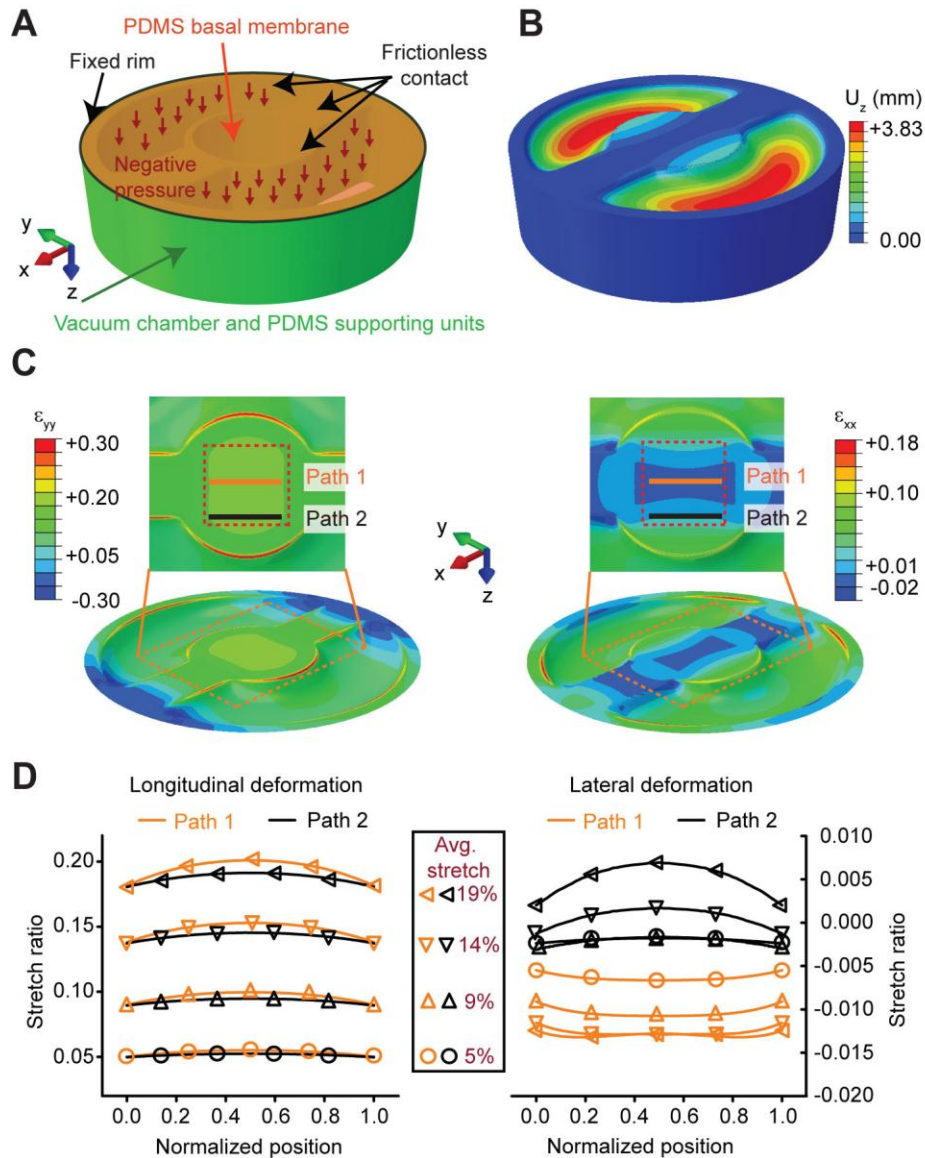 A
PDMS basal membrane
Fixed rim
Frictionless
contact
Negative
pressure
y
x
z
Vacuum chamber and PDMS supporting units
B
U_z (mm)
+3.83
0.00
C
ε_yy
+0.30
+0.20
+0.05
-0.30
Path 1
Path 2
y
x
z
Path 1
Path 2
ε_xx
+0.18
+0.10
+0.01
-0.02
D
Longitudinal deformation
Path 1 Path 2
Stretch ratio
0.20
0.15
0.10
0.05
0.0 0.2 0.4 0.6 0.8 1.0
Normalized position
Avg.
stretch
19%
14%
9%
5%
Lateral deformation
Path 1 Path 2
0.010
0.005
0.000
-0.005
-0.010
-0.015
-0.020
Stretch ratio
0.0 0.2 0.4 0.6 0.8 1.0
Normalized position